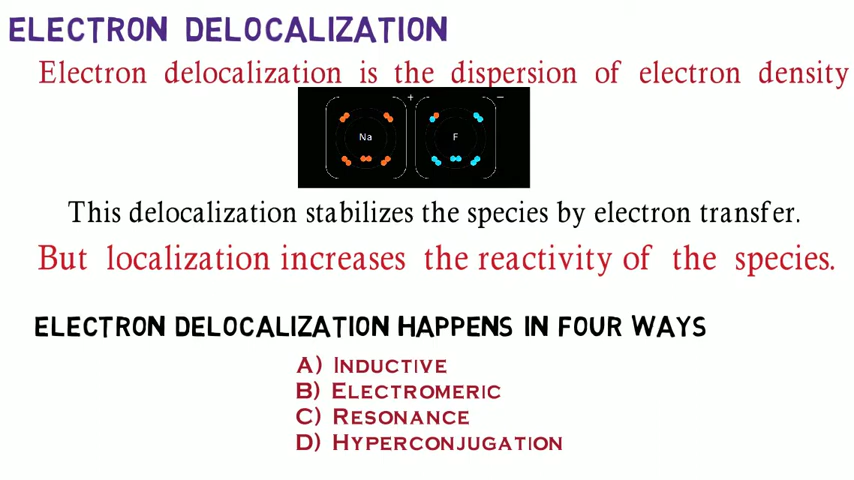 ELECTRON DELOCALIZATION
Electron delocalization is the dispersion of electron density
+ −
Na F
This delocalization stabilizes the species by electron transfer.
But localization increases the reactivity of the species.
ELECTRON DELOCALIZATION HAPPENS IN FOUR WAYS
A) INDUCTIVE
B) ELECTROMERIC
C) RESONANCE
D) HYPERCONJUGATION